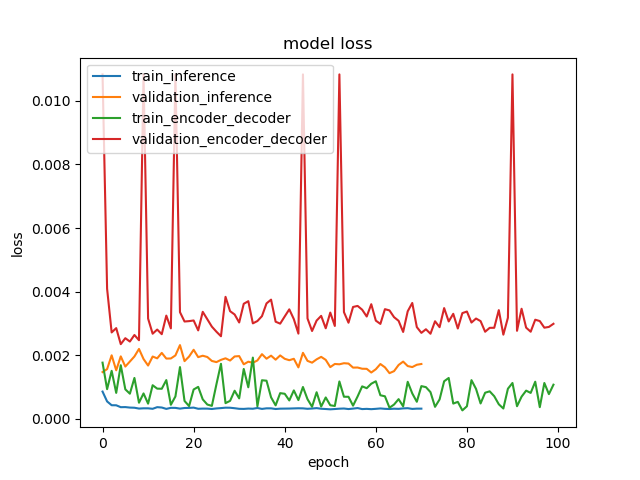 model loss
train_inference
validation_inference
train_encoder_decoder
validation_encoder_decoder
loss
0.010
0.008
0.006
0.004
0.002
0.000
0 20 40 60 80 100
epoch